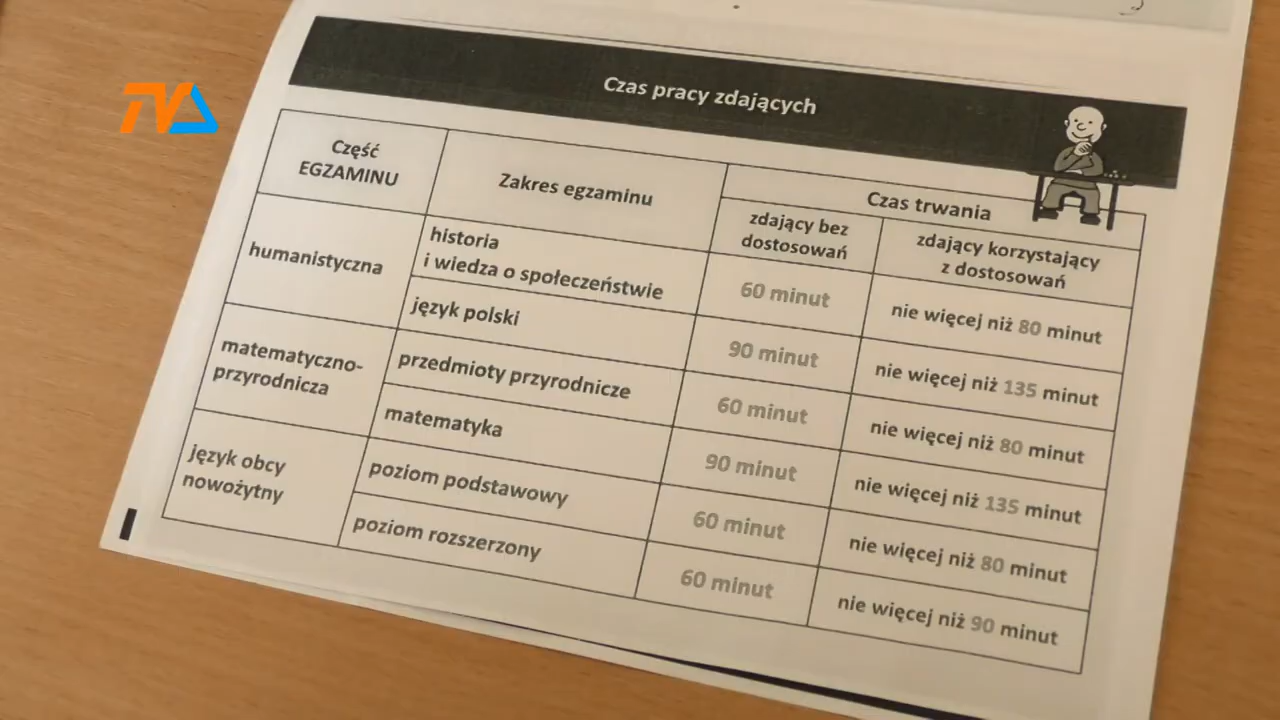 TVA
Czas pracy zdających
Część
EGZAMINU
Zakres egzaminu
Czas trwania
zdający bez
dostosowań
zdający korzystający
z dostosowań
humanistyczna
historia
i wiedza o społeczeństwie
60 minut
nie więcej niż 80 minut
język polski
90 minut
nie więcej niż 135 minut
matematyczno-
przyrodnicza
przedmioty przyrodnicze
60 minut
nie więcej niż 80 minut
matematyka
90 minut
nie więcej niż 135 minut
język obcy
nowożytny
poziom podstawowy
60 minut
nie więcej niż 80 minut
poziom rozszerzony
60 minut
nie więcej niż 90 minut